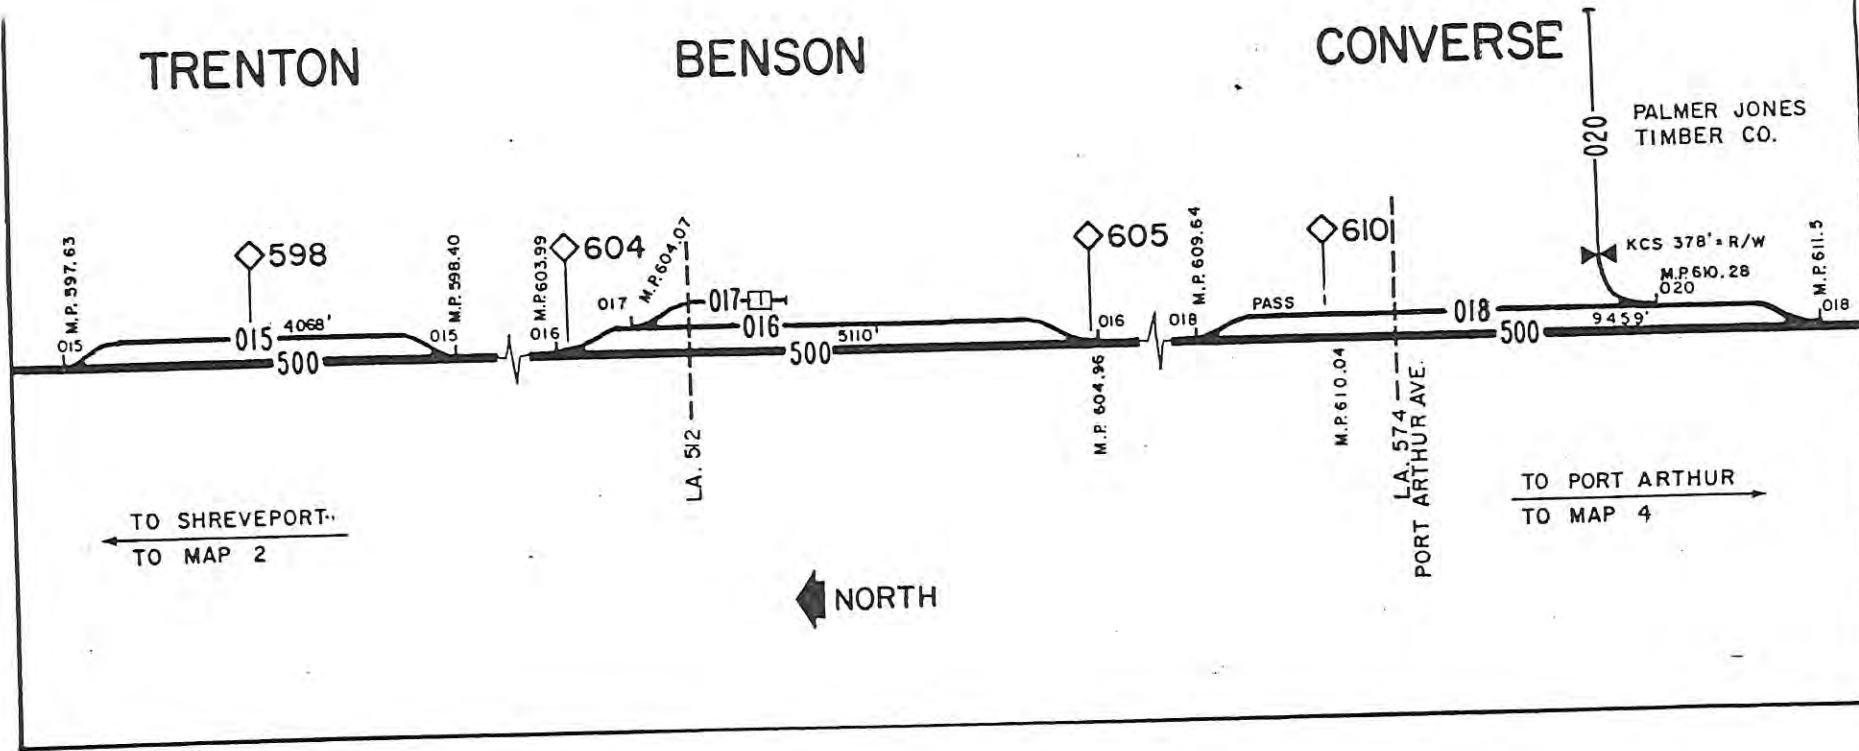 TRENTON
BENSON
CONVERSE
020
PALMER JONES
TIMBER CO.
M.P. 597.63
598
M.P. 598.40
M.P. 603.99
604
M.P. 604.07
605
M.P. 609.64
610
KCS 378'= R/W
M.P. 610.28
020
M.P. 611.5
015
015 4068'
015
500
016
017
017
I
016
5110'
500
016
M.P. 604.96
LA. 512
018
PASS
018
9459'
500
018
M.P. 610.04
LA. 574
PORT ARTHUR AVE.
TO SHREVEPORT
TO MAP 2
TO PORT ARTHUR
TO MAP 4
NORTH